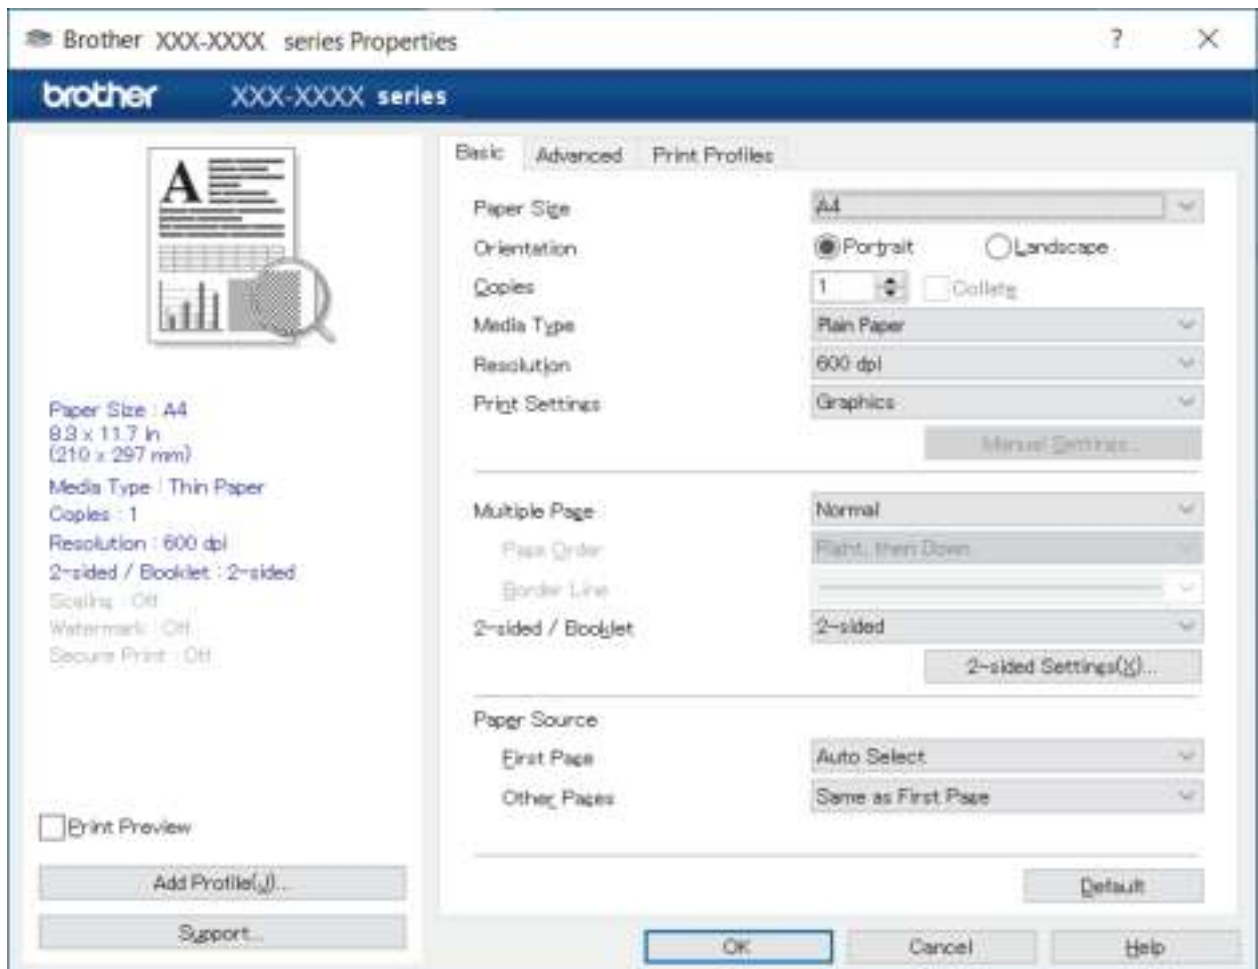 Brother XXX-XXXX series Properties
? ×
brother XXX-XXXX series
A
Paper Size : A4
8.3 x 11.7 in
(210 x 297 mm)
Media Type : Thin Paper
Copies : 1
Resolution : 600 dpi
2-sided / Booklet : 2-sided
Scaling : Off
Watermark : Off
Secure Print : Off
Print Preview
Add Profile(J)...
Support...
Basic Advanced Print Profiles
Paper Size A4
Orientation Portrait Landscape
Copies 1 Collate
Media Type Plain Paper
Resolution 600 dpi
Print Settings Graphics
Manual Settings...
Multiple Page Normal
Page Order Right, then Down
Border Line
2-sided / Booklet 2-sided
2-sided Settings(X)...
Paper Source
First Page Auto Select
Other Pages Same as First Page
Default
OK Cancel Help